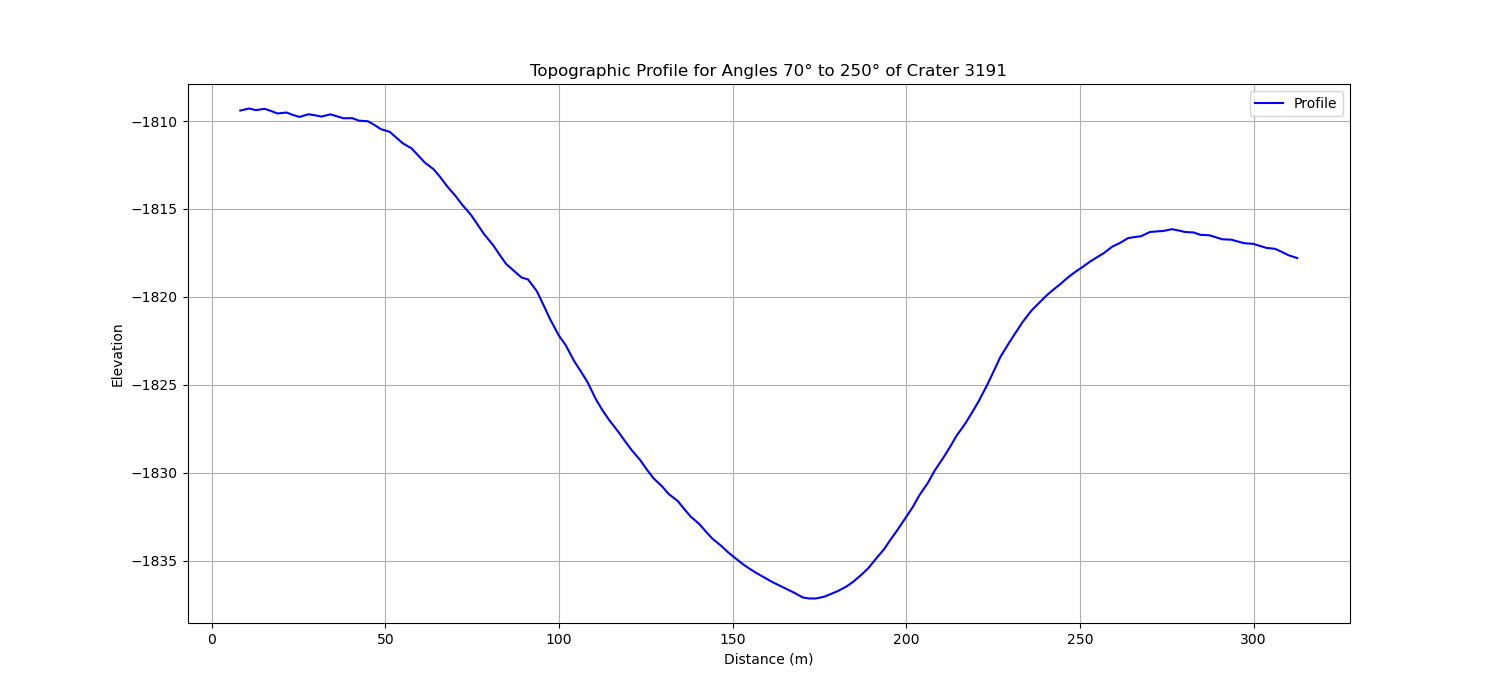 Topographic Profile for Angles 70° to 250° of Crater 3191
Profile
−1810
−1815
−1820
−1825
−1830
−1835
Elevation
0 50 100 150 200 250 300
Distance (m)